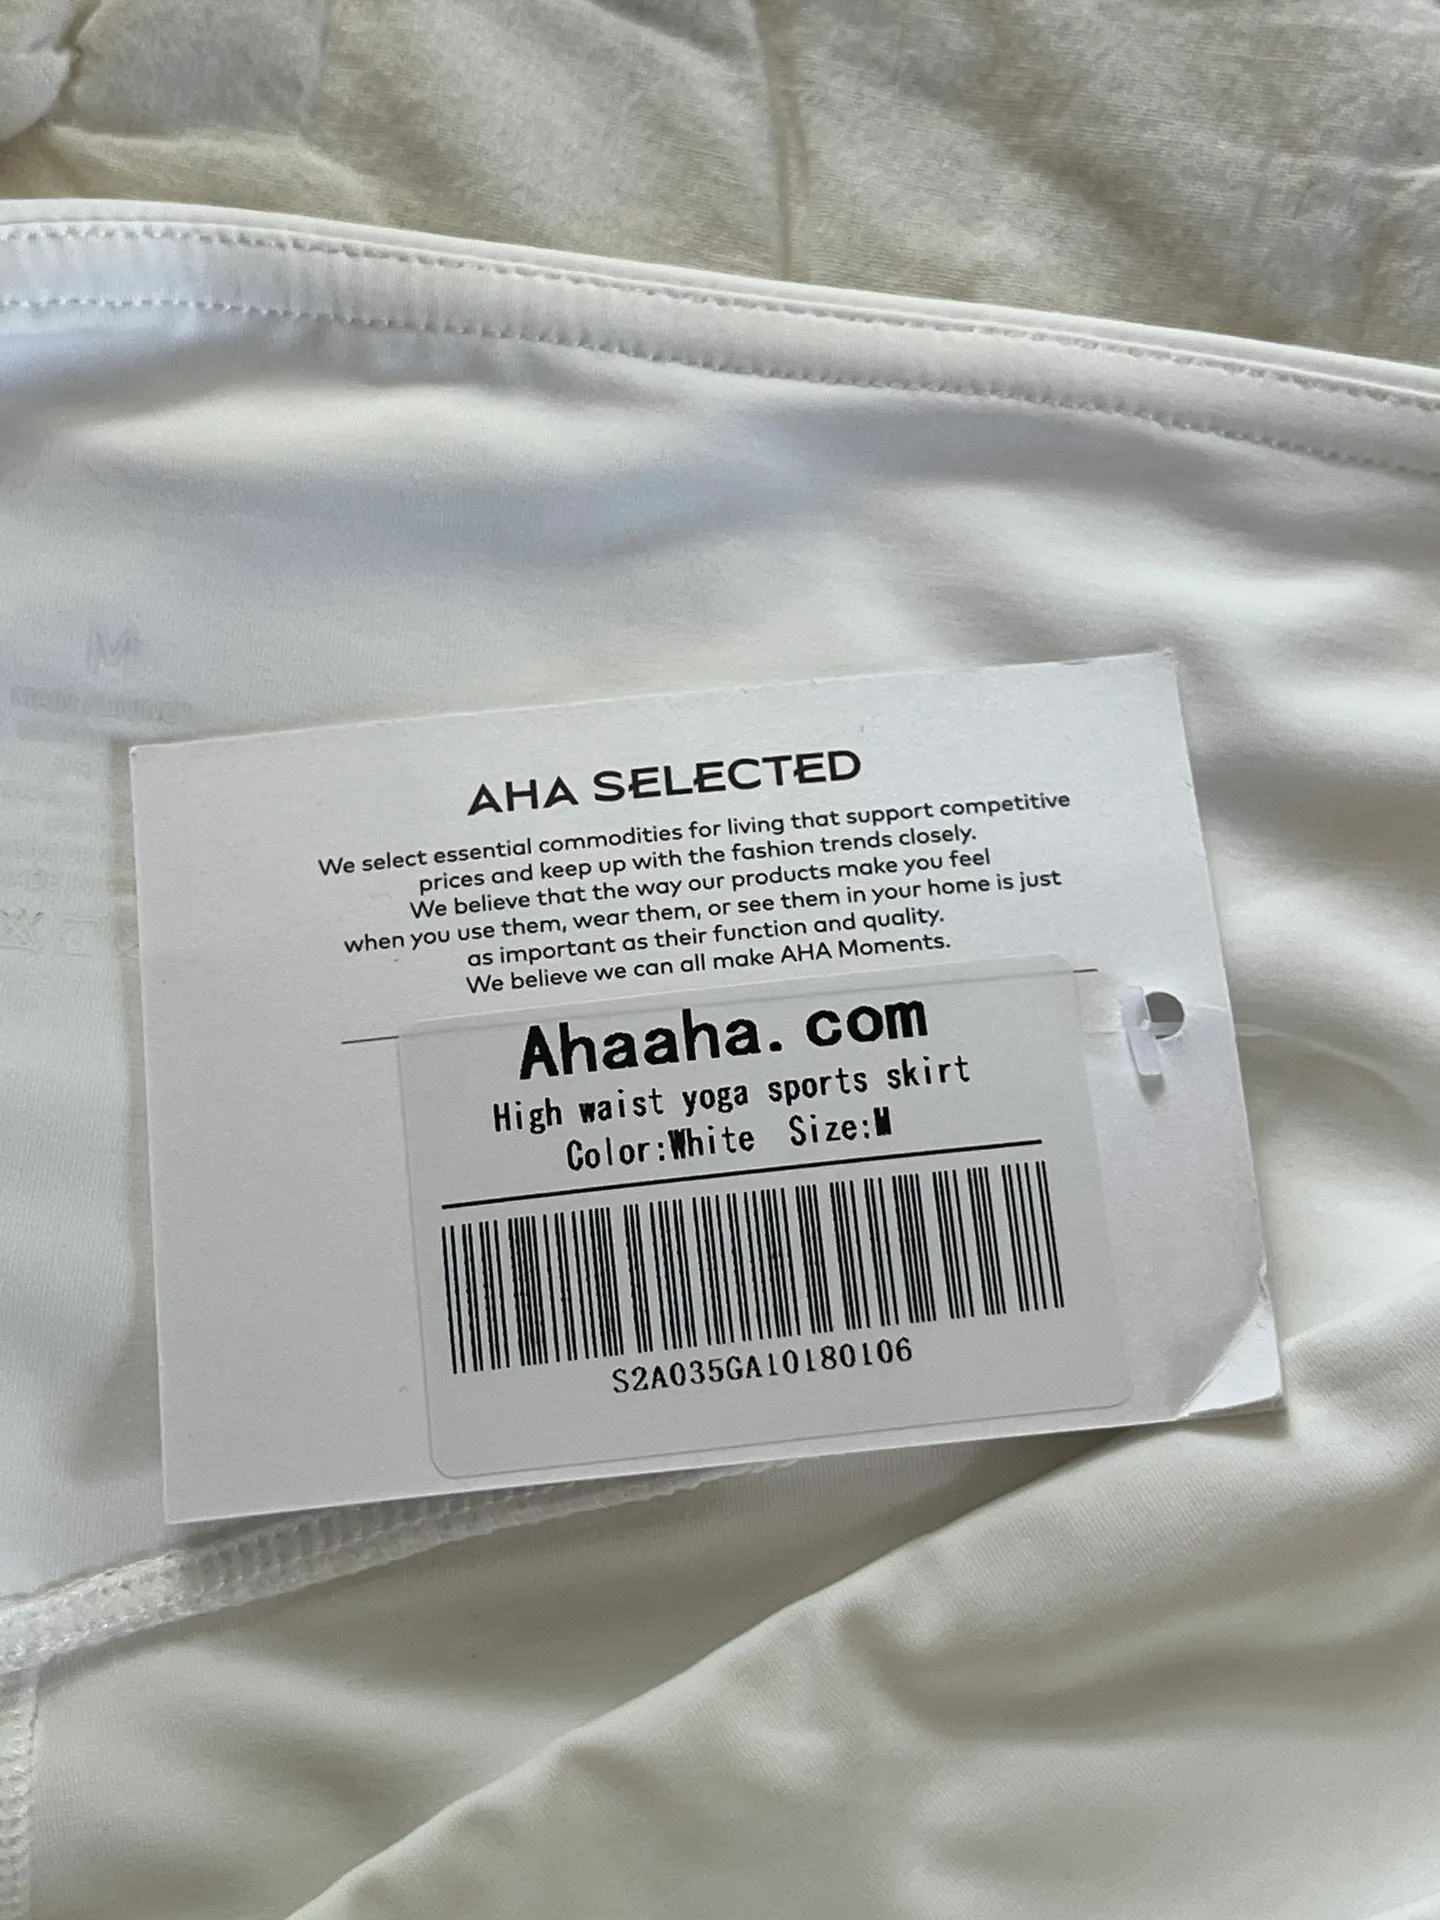 M
AHA SELECTED
We select essential commodities for living that support competitive
prices and keep up with the fashion trends closely.
We believe that the way our products make you feel
when you use them, wear them, or see them in your home is just
as important as their function and quality.
We believe we can all make AHA Moments.
Ahaaha. com
High waist yoga sports skirt
Color:White Size:M
S2A035GA10180106